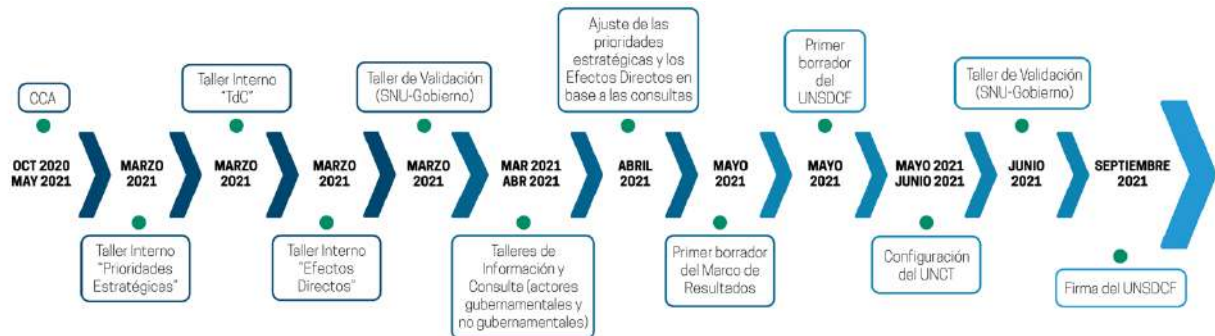 CCA
OCT 2020
MAY 2021
MARZO
2021
Taller Interno
"Prioridades
Estratégicas"
Taller Interno
"TdC"
MARZO
2021
MARZO
2021
Taller Interno
"Efectos
Directos"
Taller de Validación
(SNU-Gobierno)
MARZO
2021
MAR 2021
ABR 2021
Talleres de
Información y
Consulta (actores
gubernamentales y
no gubernamentales)
Ajuste de las
prioridades
estratégicas y los
Efectos Directos en
base a las consultas
ABRIL
2021
MAYO
2021
Primer borrador
del Marco de
Resultados
Primer
borrador
del
UNSDCF
MAYO
2021
MAYO 2021
JUNIO 2021
Configuración
del UNCT
Taller de Validación
(SNU-Gobierno)
JUNIO
2021
SEPTIEMBRE
2021
Firma del UNSDCF